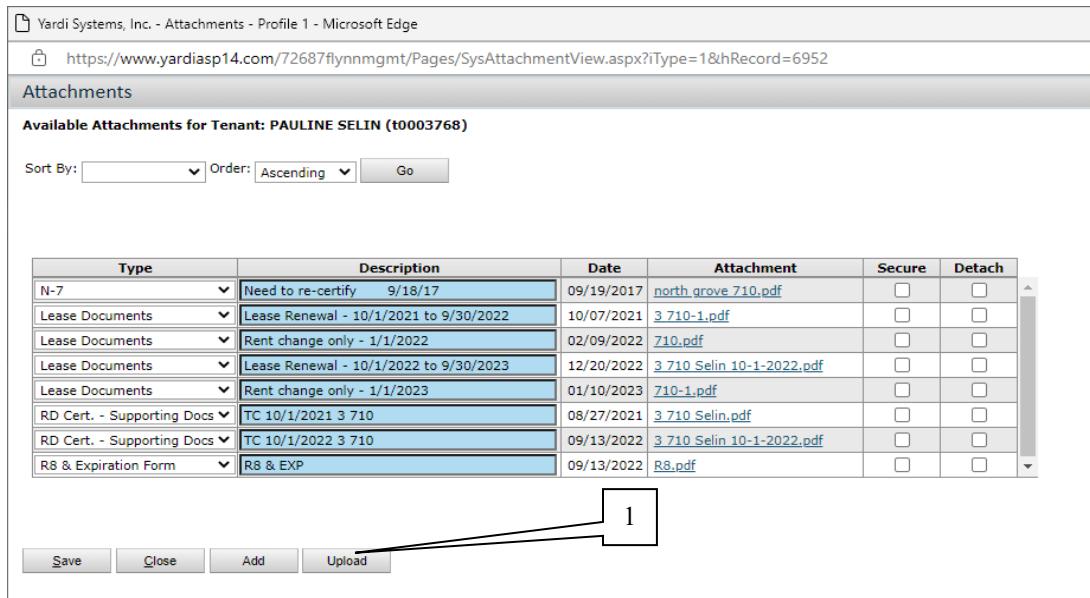 Yardi Systems, Inc. - Attachments - Profile 1 - Microsoft Edge
https://www.yardiasp14.com/72687flynnmgmt/Pages/SysAttachmentView.aspx?iType=1&hRecord=6952
Attachments
Available Attachments for Tenant: PAULINE SELIN (t0003768)
Sort By: Order: Ascending Go
Type Description Date Attachment Secure Detach
N-7 Need to re-certify 9/18/17 09/19/2017 north grove 710.pdf
Lease Documents Lease Renewal - 10/1/2021 to 9/30/2022 10/07/2021 3 710-1.pdf
Lease Documents Rent change only - 1/1/2022 02/09/2022 710.pdf
Lease Documents Lease Renewal - 10/1/2022 to 9/30/2023 12/20/2022 3 710 Selin 10-1-2022.pdf
Lease Documents Rent change only - 1/1/2023 01/10/2023 710-1.pdf
RD Cert. - Supporting Docs TC 10/1/2021 3 710 08/27/2021 3 710 Selin.pdf
RD Cert. - Supporting Docs TC 10/1/2022 3 710 09/13/2022 3 710 Selin 10-1-2022.pdf
R8 & Expiration Form R8 & EXP 09/13/2022 R8.pdf
1
Save Close Add Upload